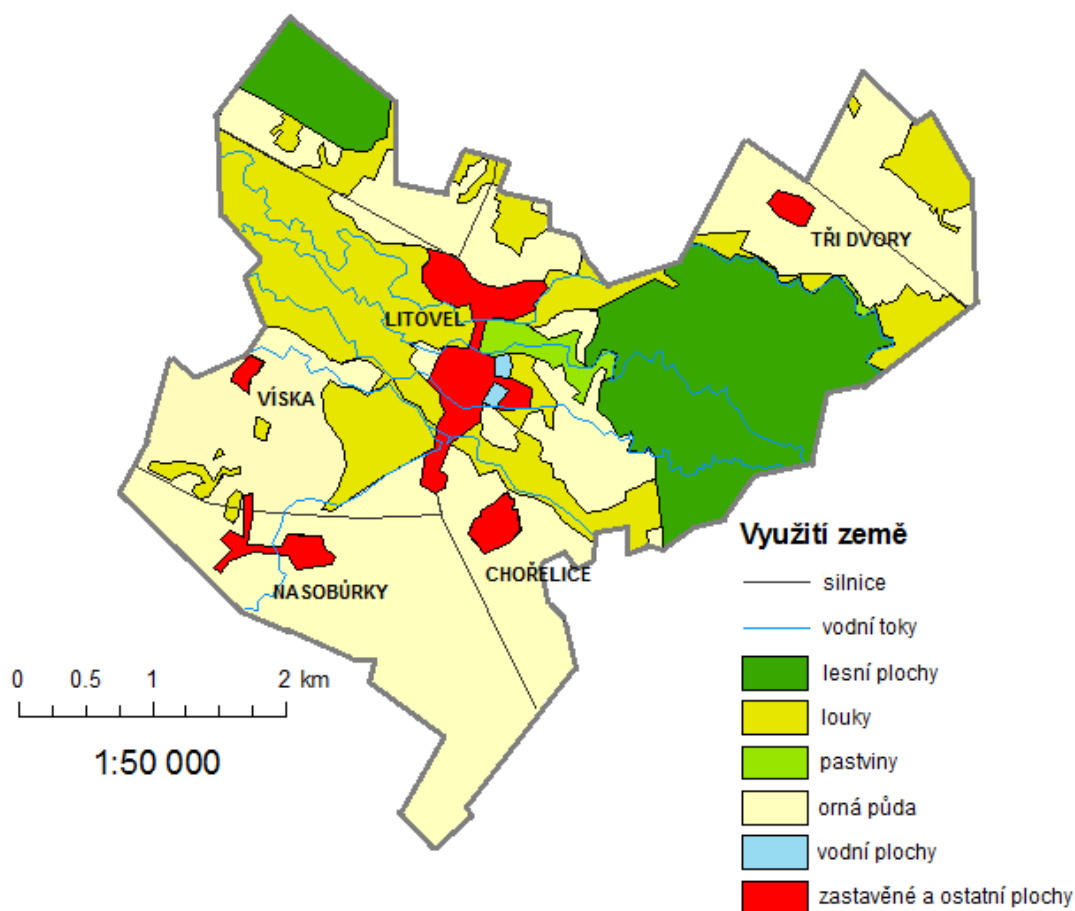 TŘI DVORY
LITOVEL
VÍSKA
CHOŘELICE
NASOBŮRKY
0 0.5 1 2 km
1:50 000
Využití země
silnice
vodní toky
lesní plochy
louky
pastviny
orná půda
vodní plochy
zastavěné a ostatní plochy